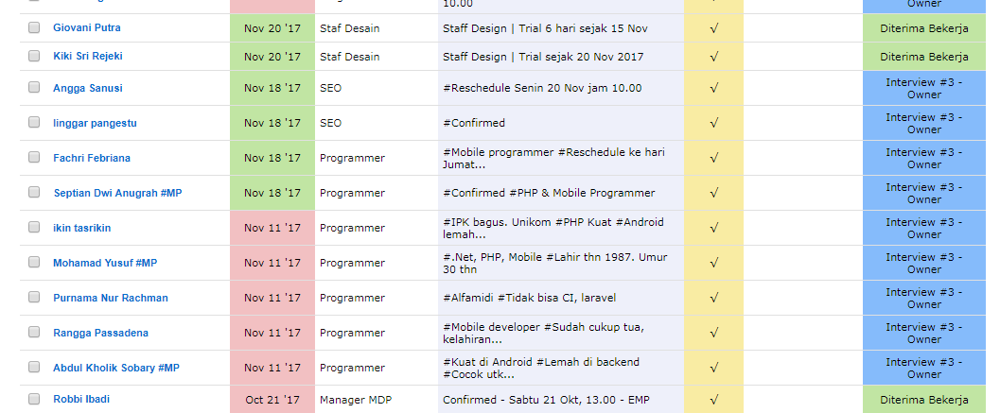 10.00
Owner
Giovani Putra Nov 20 '17 Staf Desain Staff Design | Trial 6 hari sejak 15 Nov √ Diterima Bekerja
Kiki Sri Rejeki Nov 20 '17 Staf Desain Staff Design | Trial sejak 20 Nov 2017 √ Diterima Bekerja
Angga Sanusi Nov 18 '17 SEO #Reschedule Senin 20 Nov jam 10.00 √ Interview #3 -
Owner
linggar pangestu Nov 18 '17 SEO #Confirmed √ Interview #3 -
Owner
Fachri Febriana Nov 18 '17 Programmer #Mobile programmer #Reschedule ke hari √ Interview #3 -
Jumat... Owner
Septian Dwi Anugrah #MP Nov 18 '17 Programmer #Confirmed #PHP & Mobile Programmer √ Interview #3 -
Owner
ikin tasrikin Nov 11 '17 Programmer #IPK bagus. Unikom #PHP Kuat #Android √ Interview #3 -
lemah... Owner
Mohamad Yusuf #MP Nov 11 '17 Programmer #.Net, PHP, Mobile #Lahir thn 1987. Umur √ Interview #3 -
30 thn Owner
Purnama Nur Rachman Nov 11 '17 Programmer #Alfamidi #Tidak bisa CI, laravel √ Interview #3 -
Owner
Rangga Passadena Nov 11 '17 Programmer #Mobile developer #Sudah cukup tua, √ Interview #3 -
kelahiran... Owner
Abdul Kholik Sobary #MP Nov 11 '17 Programmer #Kuat di Android #Lemah di backend √ Interview #3 -
#Cocok utk... Owner
Robbi Ibadi Oct 21 '17 Manager MDP Confirmed - Sabtu 21 Okt, 13.00 - EMP √ Diterima Bekerja